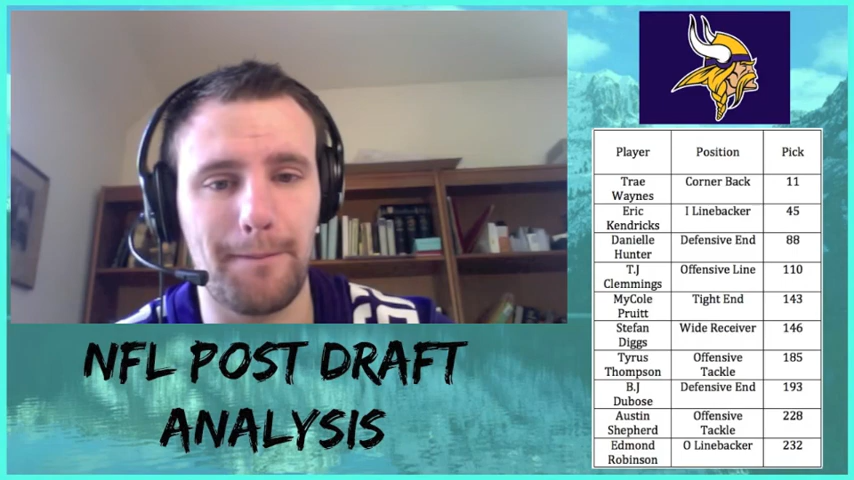 NFL POST DRAFT
ANALYSIS
Player Position Pick
Trae Corner Back 11
Waynes
Eric I Linebacker 45
Kendricks
Danielle Defensive End 88
Hunter
T.J Offensive Line 110
Clemmings
MyCole Tight End 143
Pruitt
Stefan Wide Receiver 146
Diggs
Tyrus Offensive 185
Thompson Tackle
B.J Defensive End 193
Dubose
Austin Offensive 228
Shepherd Tackle
Edmond O Linebacker 232
Robinson